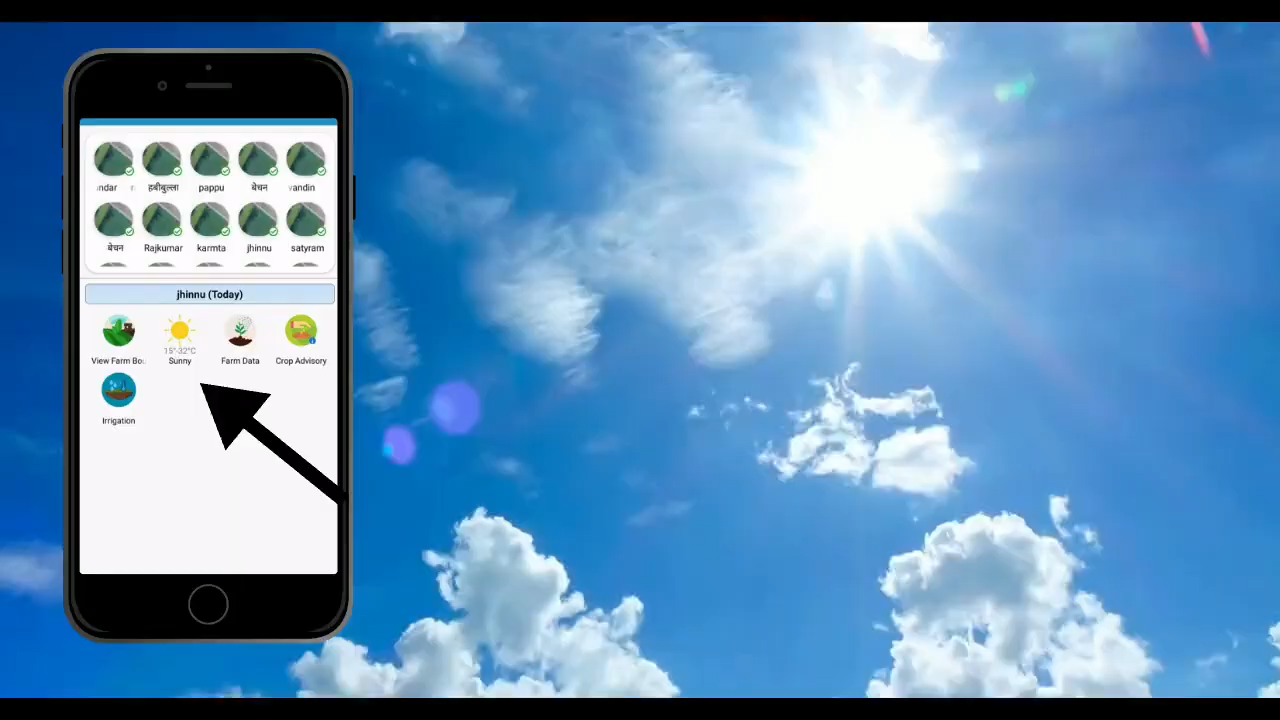 ndar हबीबुल्ला pappu बेचन vandin
बेचन Rajkumar karmta jhinnu satyram
jhinnu (Today)
15°-32°C
View Farm Bo.. Sunny Farm Data Crop Advisory
Irrigation